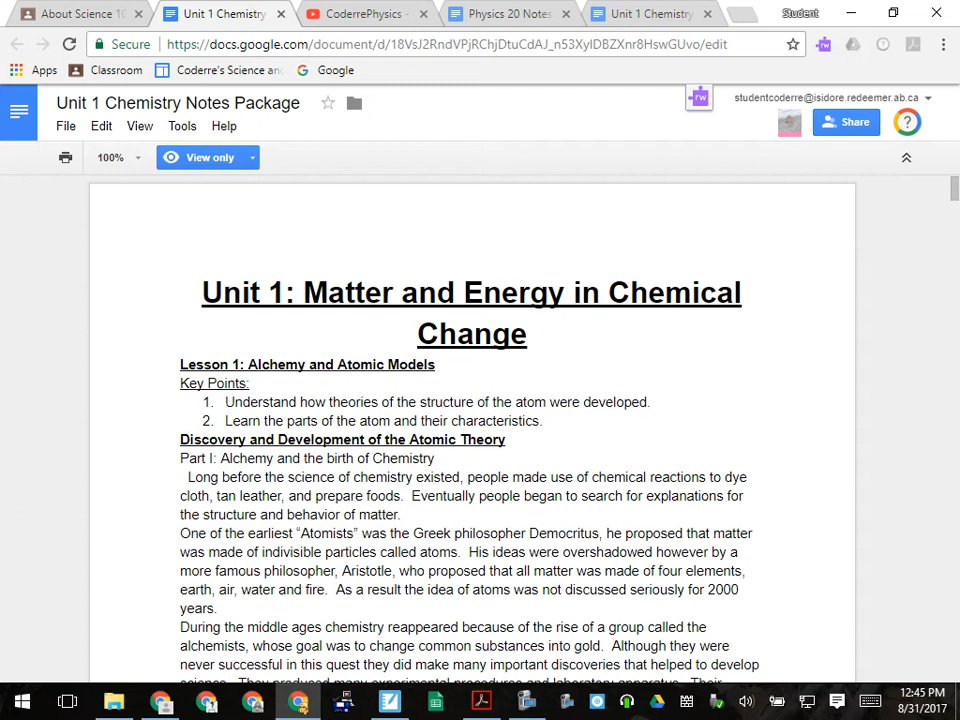 About Science 10
Unit 1 Chemistry
CoderrePhysics -
Physics 20 Notes
Unit 1 Chemistry
Student
Secure
https://docs.google.com/document/d/18VsJ2RndVPjRChjDtuCdAJ_n53XylDBZXnr8HswGUvo/edit
Apps
Classroom
Coderre's Science and
Google
Unit 1 Chemistry Notes Package
studentcoderre@isidore.redeemer.ab.ca
File Edit View Tools Help
Share
100%
View only
Unit 1: Matter and Energy in Chemical
Change
Lesson 1: Alchemy and Atomic Models
Key Points:
1. Understand how theories of the structure of the atom were developed.
2. Learn the parts of the atom and their characteristics.
Discovery and Development of the Atomic Theory
Part I: Alchemy and the birth of Chemistry
Long before the science of chemistry existed, people made use of chemical reactions to dye
cloth, tan leather, and prepare foods. Eventually people began to search for explanations for
the structure and behavior of matter.
One of the earliest “Atomists” was the Greek philosopher Democritus, he proposed that matter
was made of indivisible particles called atoms. His ideas were overshadowed however by a
more famous philosopher, Aristotle, who proposed that all matter was made of four elements,
earth, air, water and fire. As a result the idea of atoms was not discussed seriously for 2000
years.
During the middle ages chemistry reappeared because of the rise of a group called the
alchemists, whose goal was to change common substances into gold. Although they were
never successful in this quest they did make many important discoveries that helped to develop
science. They produced many experimental procedures and laboratory apparatus. Their
12:45 PM
8/31/2017